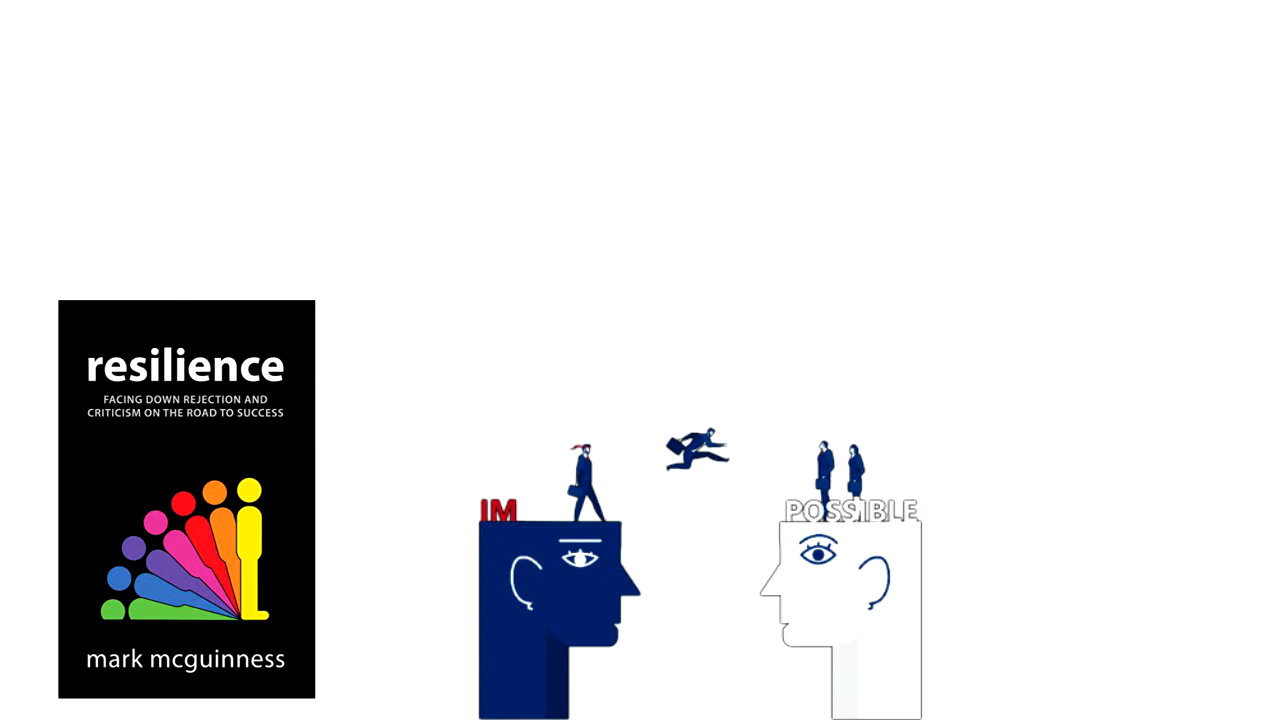 resilience
FACING DOWN REJECTION AND
CRITICISM ON THE ROAD TO SUCCESS
mark mcguinness
IM
POSSIBLE